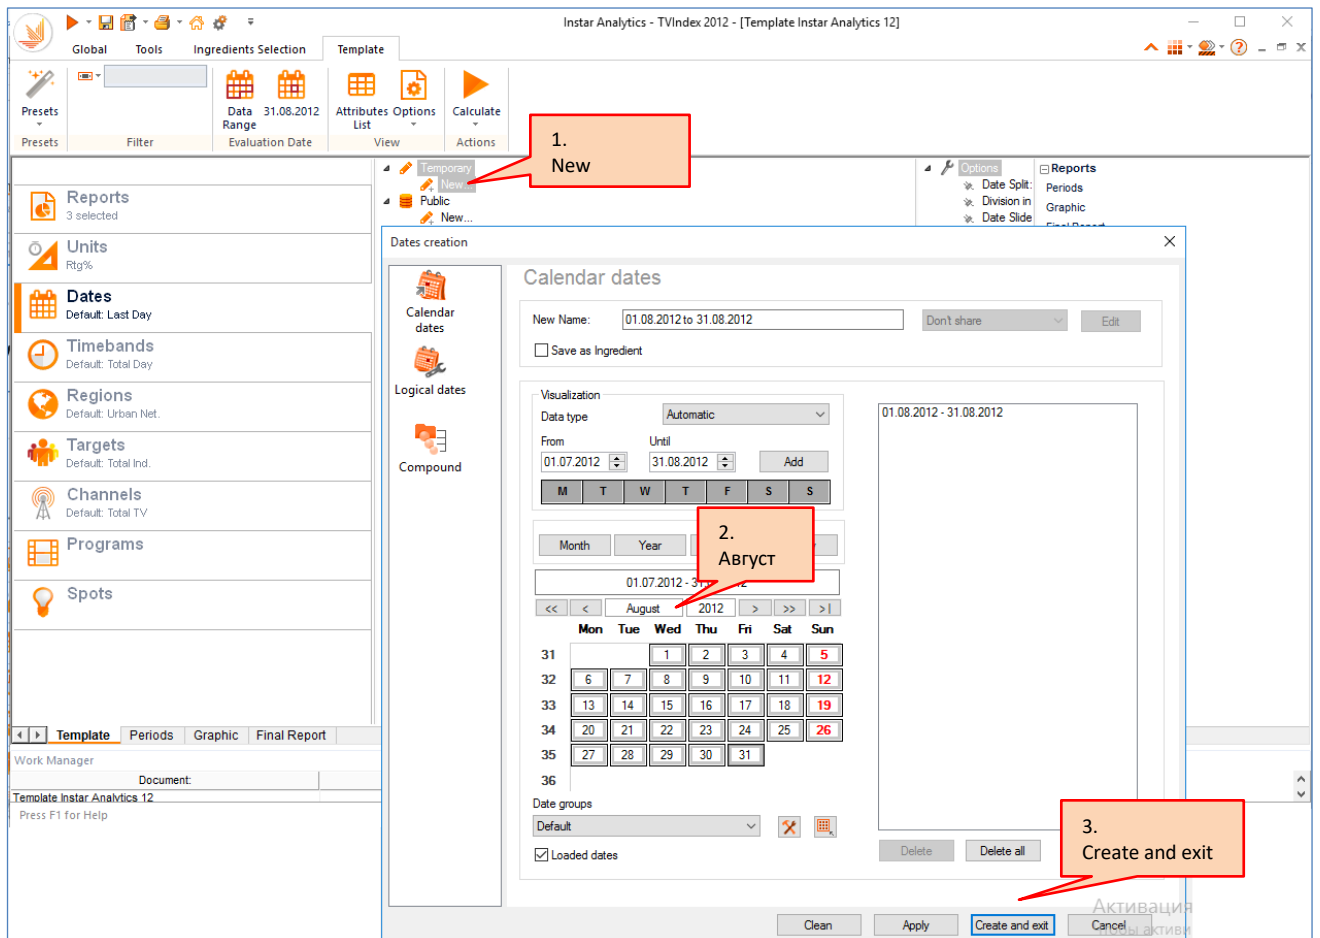 Instar Analytics - TVIndex 2012 - [Template Instar Analytics 12]
Global Tools Ingredients Selection Template
Presets
Data Range
31.08.2012
Attributes List
Options
Calculate
Presets Filter Evaluation Date View Actions
1.
New
Temporary
New...
Public
New...
Options
Date Split:
Division in
Date Slide
Reports
Periods
Graphic
Final Report
Reports
3 selected
Units
Rtg%
Dates
Default: Last Day
Timebands
Default: Total Day
Regions
Default: Urban Net.
Targets
Default: Total Ind.
Channels
Default: Total TV
Programs
Spots
Dates creation
Calendar dates
Logical dates
Compound
Calendar dates
New Name: 01.08.2012 to 31.08.2012 Don't share Edit
Save as Ingredient
Visualization
Data type Automatic
From Until
01.07.2012 31.08.2012 Add
M T W T F S S
01.08.2012 - 31.08.2012
2.
Август
Month Year
01.07.2012 - 31.
<< < August 2012 > >> >|
Mon Tue Wed Thu Fri Sat Sun
31 1 2 3 4 5
32 6 7 8 9 10 11 12
33 13 14 15 16 17 18 19
34 20 21 22 23 24 25 26
35 27 28 29 30 31
36
Date groups
Default
Loaded dates
Delete Delete all
3.
Create and exit
Clean Apply Create and exit Cancel
Активация
Template Periods Graphic Final Report
Work Manager
Document:
Template Instar Analytics 12
Press F1 for Help